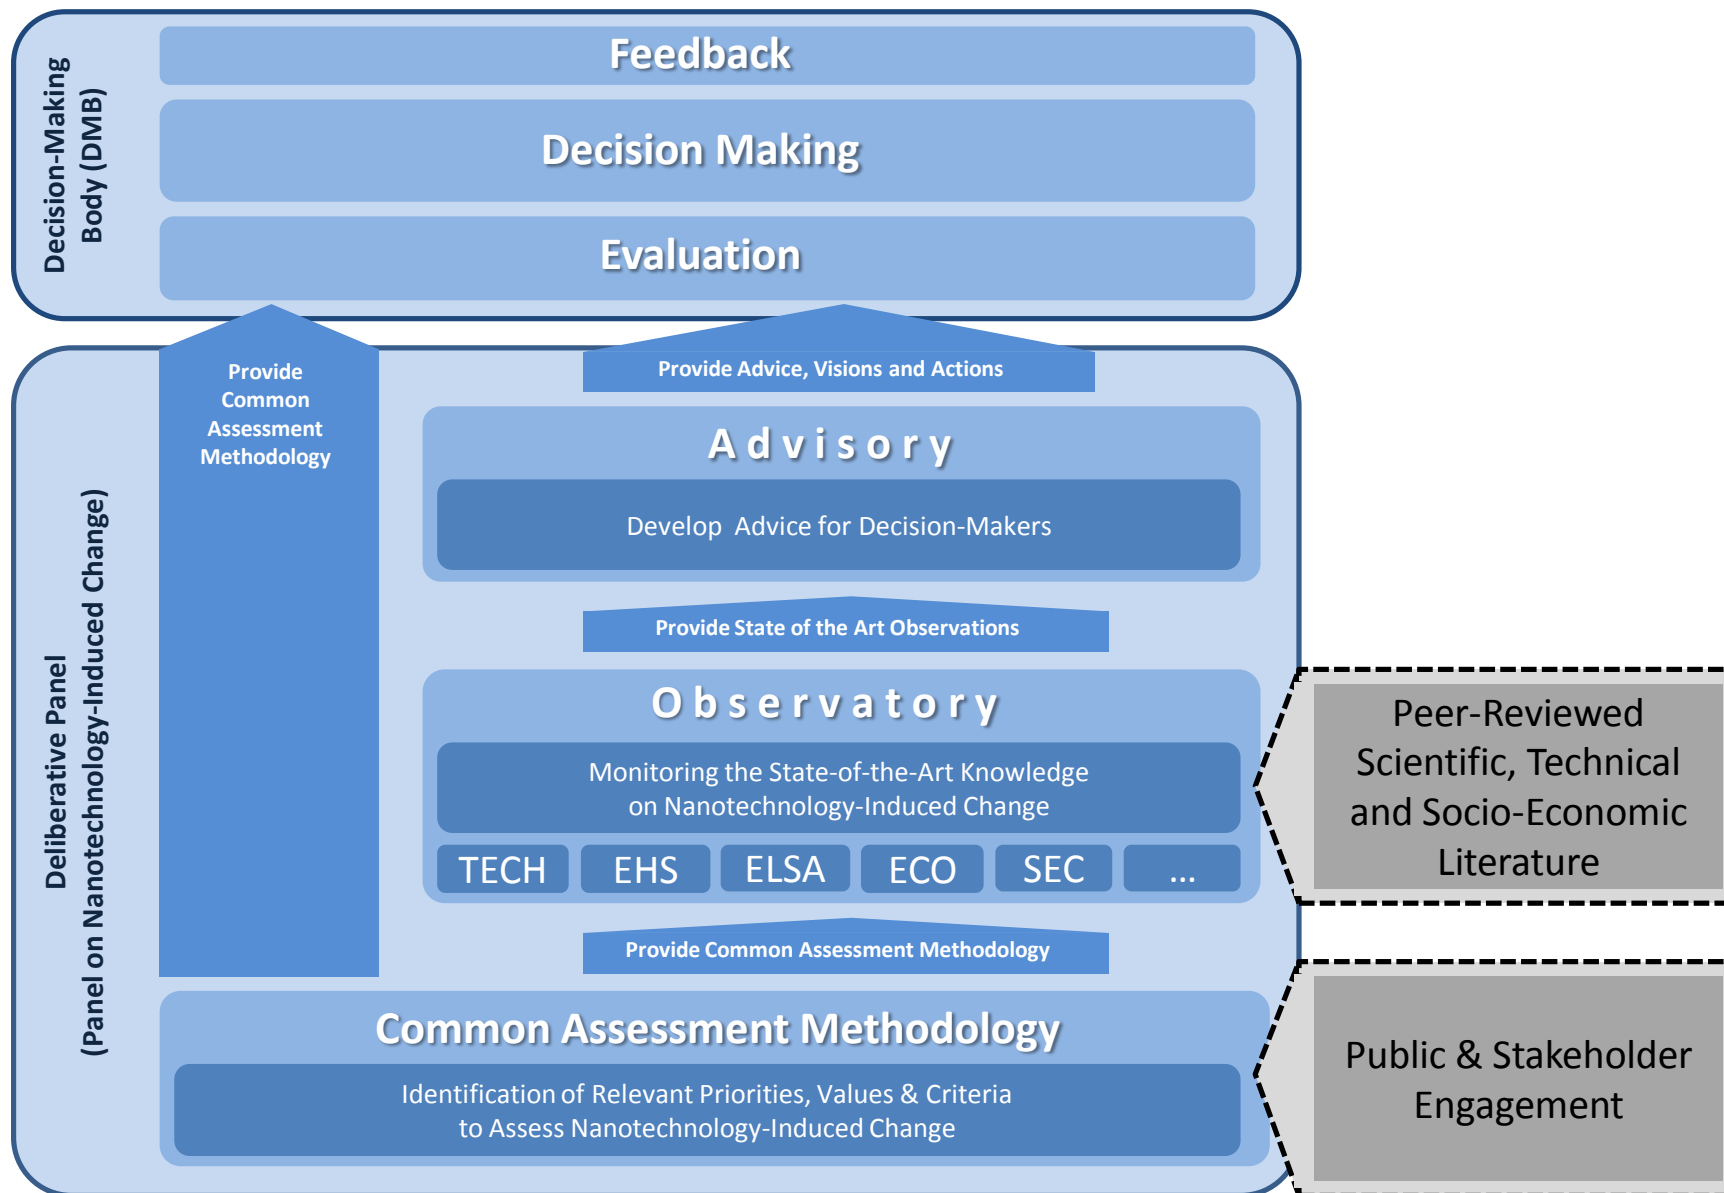 Decision-Making
Body (DMB)
Feedback
Decision Making
Evaluation
Deliberative Panel
(Panel on Nanotechnology-Induced Change)
Provide
Common
Assessment
Methodology
Provide Advice, Visions and Actions
Advisory
Develop Advice for Decision-Makers
Provide State of the Art Observations
Observatory
Monitoring the State-of-the-Art Knowledge
on Nanotechnology-Induced Change
TECH EHS ELSA ECO SEC ...
Provide Common Assessment Methodology
Common Assessment Methodology
Identification of Relevant Priorities, Values & Criteria
to Assess Nanotechnology-Induced Change
Peer-Reviewed
Scientific, Technical
and Socio-Economic
Literature
Public & Stakeholder
Engagement